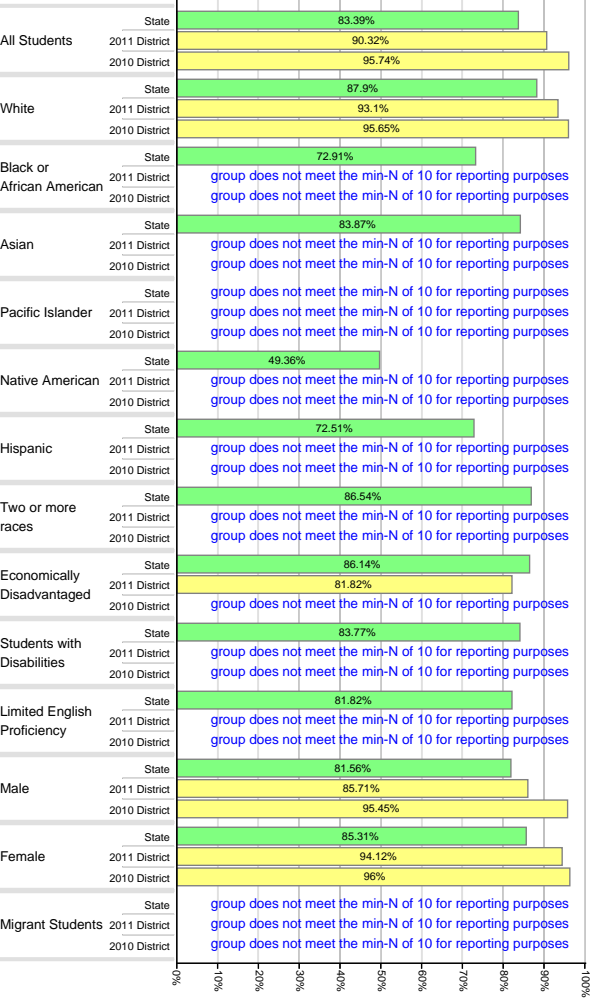 State 83.39%
All Students 2011 District 90.32%
2010 District 95.74%
State 87.9%
White 2011 District 93.1%
2010 District 95.65%
Black or African American
State 72.91%
2011 District group does not meet the min-N of 10 for reporting purposes
2010 District group does not meet the min-N of 10 for reporting purposes
State 83.87%
Asian 2011 District group does not meet the min-N of 10 for reporting purposes
2010 District group does not meet the min-N of 10 for reporting purposes
State group does not meet the min-N of 10 for reporting purposes
Pacific Islander 2011 District group does not meet the min-N of 10 for reporting purposes
2010 District group does not meet the min-N of 10 for reporting purposes
State 49.36%
Native American 2011 District group does not meet the min-N of 10 for reporting purposes
2010 District group does not meet the min-N of 10 for reporting purposes
State 72.51%
Hispanic 2011 District group does not meet the min-N of 10 for reporting purposes
2010 District group does not meet the min-N of 10 for reporting purposes
Two or more races
State 86.54%
2011 District group does not meet the min-N of 10 for reporting purposes
2010 District group does not meet the min-N of 10 for reporting purposes
Economically Disadvantaged
State 86.14%
2011 District 81.82%
2010 District group does not meet the min-N of 10 for reporting purposes
Students with Disabilities
State 83.77%
2011 District group does not meet the min-N of 10 for reporting purposes
2010 District group does not meet the min-N of 10 for reporting purposes
Limited English Proficiency
State 81.82%
2011 District group does not meet the min-N of 10 for reporting purposes
2010 District group does not meet the min-N of 10 for reporting purposes
State 81.56%
Male 2011 District 85.71%
2010 District 95.45%
State 85.31%
Female 2011 District 94.12%
2010 District 96%
State group does not meet the min-N of 10 for reporting purposes
Migrant Students 2011 District group does not meet the min-N of 10 for reporting purposes
2010 District group does not meet the min-N of 10 for reporting purposes
0% 10% 20% 30% 40% 50% 60% 70% 80% 90% 100%